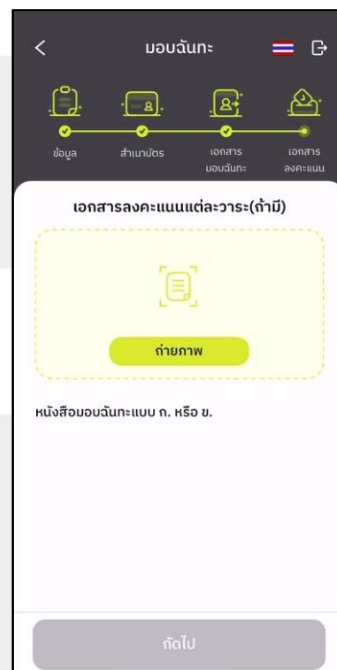 มอบฉันทะ
ข้อมูล
สำเนาบัตร
เอกสาร
มอบฉันทะ
เอกสาร
ลงคะแนน
เอกสารลงคะแนนแต่ละวาระ(ถ้ามี)
ถ่ายภาพ
หนังสือมอบฉันทะแบบ ก. หรือ ข.
ถัดไป